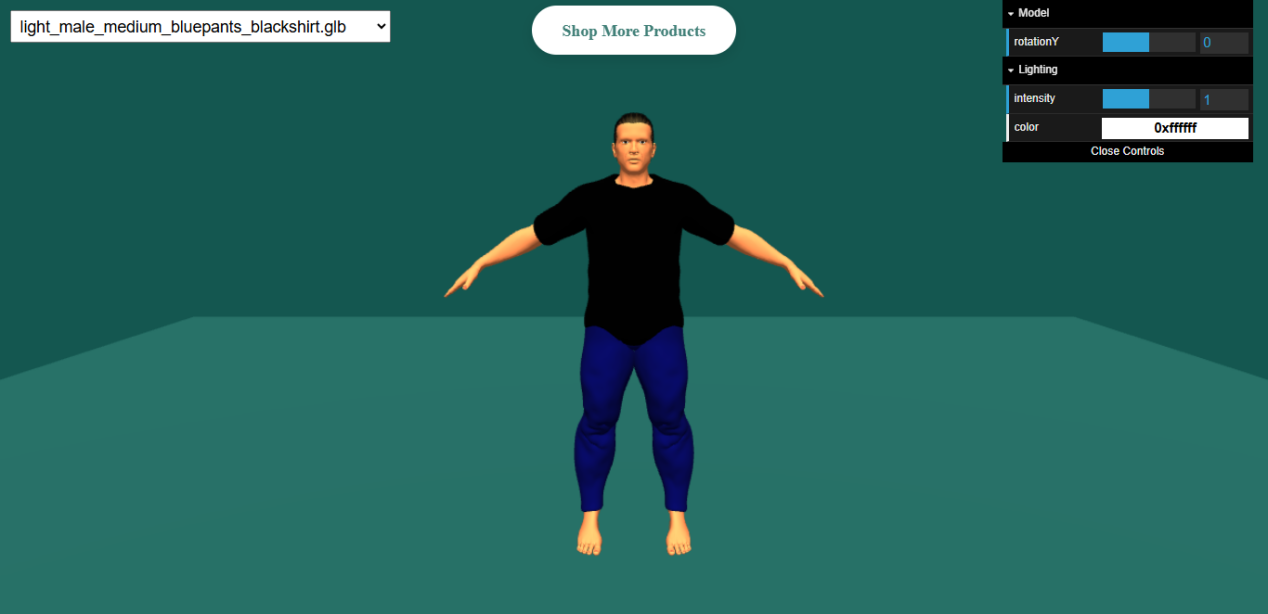 light_male_medium_bluepants_blackshirt.glb
Shop More Products
Model
rotationY 0
Lighting
intensity 1
color 0xffffff
Close Controls